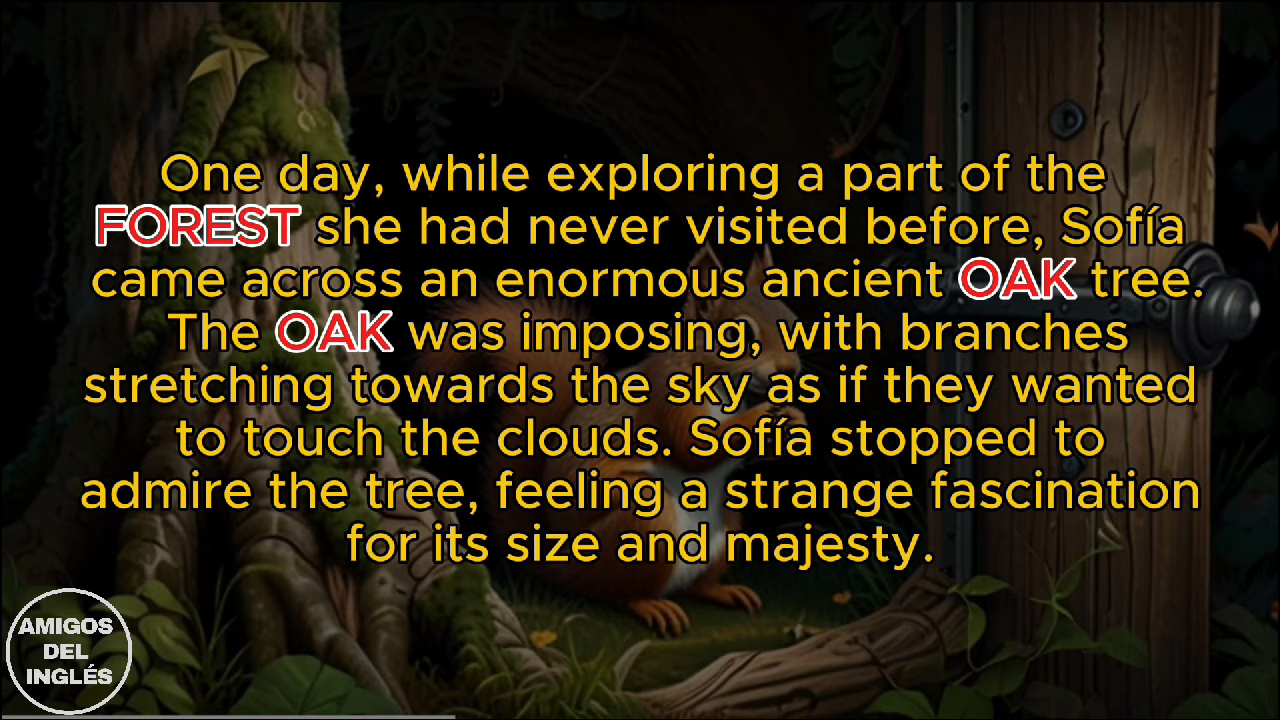 One day, while exploring a part of the
FOREST she had never visited before, Sofía
came across an enormous ancient OAK tree.
The OAK was imposing, with branches
stretching towards the sky as if they wanted
to touch the clouds. Sofía stopped to
admire the tree, feeling a strange fascination
for its size and majesty.
AMIGOS
DEL
INGLÉS